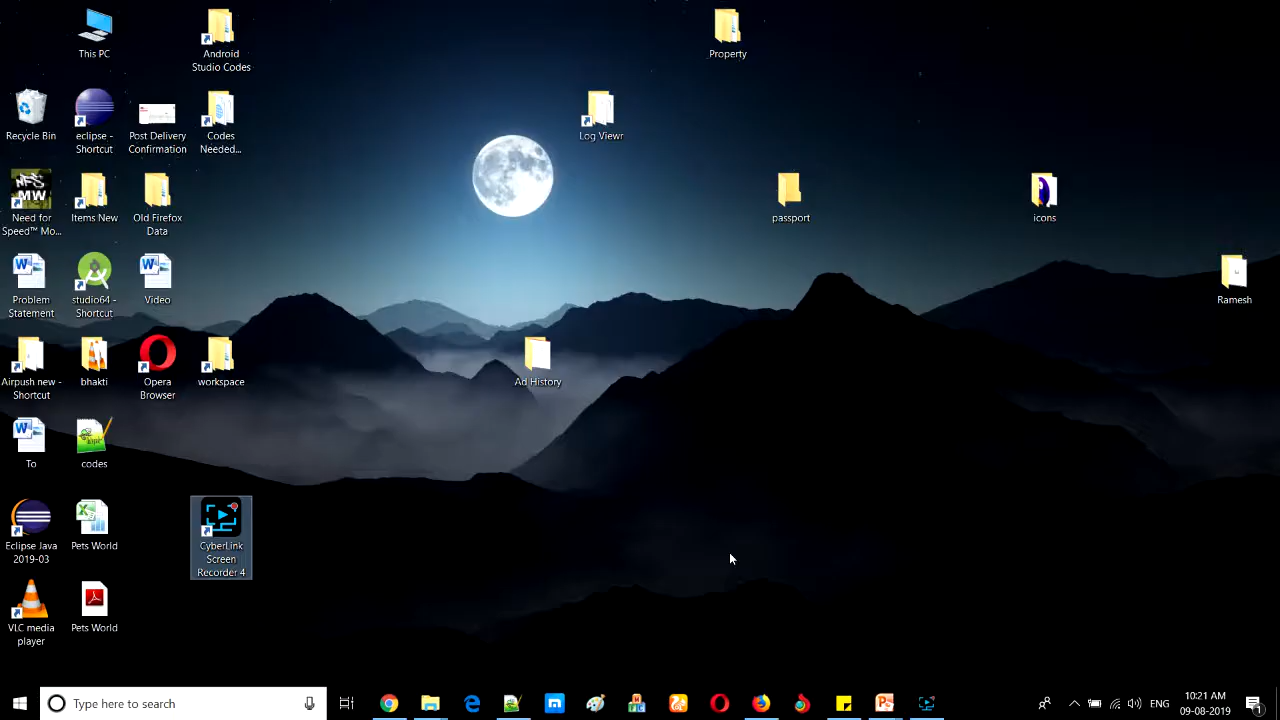 This PC
Android
Studio Codes
Property
Recycle Bin
eclipse -
Shortcut
Post Delivery
Confirmation
Codes
Needed...
Log Viewr
NFS
MW
Need for
Speed™ Mo...
Items New
Old Firefox
Data
passport
icons
Problem
Statement
studio64 -
Shortcut
Video
Ramesh
Airpush new -
Shortcut
bhakti
Opera
Browser
workspace
Ad History
To
codes
Eclipse Java
2019-03
Pets World
CyberLink
Screen
Recorder 4
VLC media
player
Pets World
Type here to search
ENG
10:21 AM
09-08-2019
1